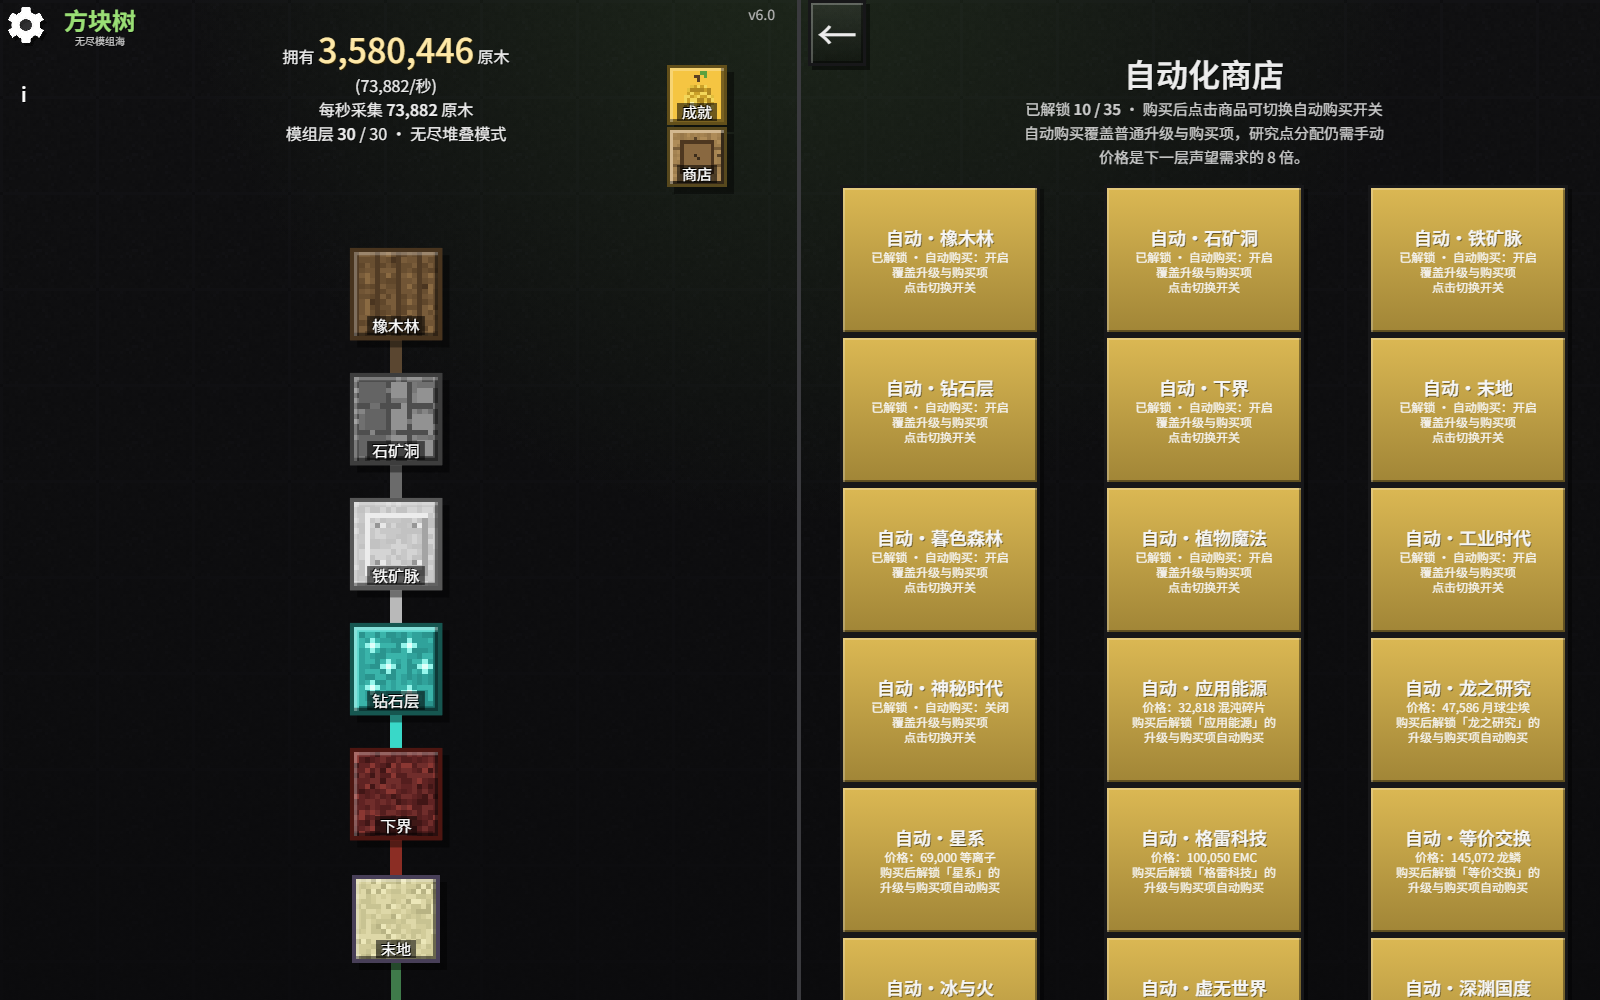 方块树
无尽模组海
i
v6.0
拥有 3,580,446 原木
(73,882/秒)
每秒采集 73,882 原木
模组层 30 / 30 • 无尽堆叠模式
成就
商店
橡木林
石矿洞
铁矿脉
钻石层
下界
末地
自动化商店
已解锁 10 / 35 • 购买后点击商品可切换自动购买开关
自动购买覆盖普通升级与购买项，研究点分配仍需手动
价格是下一层声望需求的 8 倍。
自动・橡木林
已解锁 • 自动购买：开启
覆盖升级与购买项
点击切换开关
自动・石矿洞
已解锁 • 自动购买：开启
覆盖升级与购买项
点击切换开关
自动・铁矿脉
已解锁 • 自动购买：开启
覆盖升级与购买项
点击切换开关
自动・钻石层
已解锁 • 自动购买：开启
覆盖升级与购买项
点击切换开关
自动・下界
已解锁 • 自动购买：开启
覆盖升级与购买项
点击切换开关
自动・末地
已解锁 • 自动购买：开启
覆盖升级与购买项
点击切换开关
自动・暮色森林
已解锁 • 自动购买：开启
覆盖升级与购买项
点击切换开关
自动・植物魔法
已解锁 • 自动购买：开启
覆盖升级与购买项
点击切换开关
自动・工业时代
已解锁 • 自动购买：开启
覆盖升级与购买项
点击切换开关
自动・神秘时代
已解锁 • 自动购买：关闭
覆盖升级与购买项
点击切换开关
自动・应用能源
价格：32,818 混沌碎片
购买后解锁「应用能源」的
升级与购买项自动购买
自动・龙之研究
价格：47,586 月球尘埃
购买后解锁「龙之研究」的
升级与购买项自动购买
自动・星系
价格：69,000 等离子
购买后解锁「星系」的
升级与购买项自动购买
自动・格雷科技
价格：100,050 EMC
购买后解锁「格雷科技」的
升级与购买项自动购买
自动・等价交换
价格：145,072 龙鳞
购买后解锁「等价交换」的
升级与购买项自动购买
自动・冰与火
自动・虚无世界
自动・深渊国度